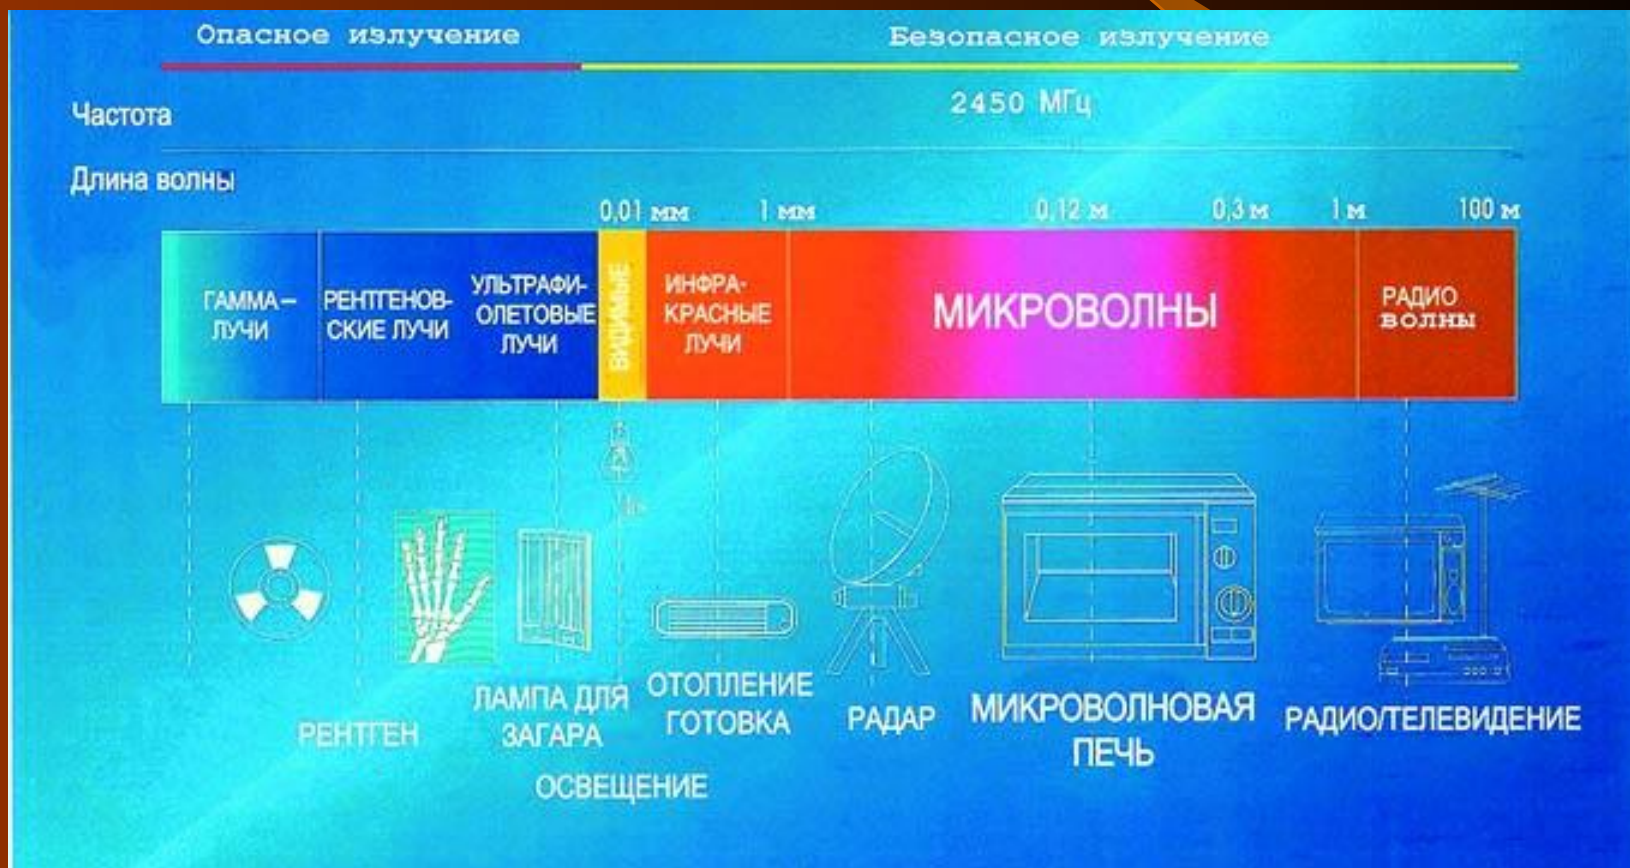 Опасное излучение
Безопасное излучение
Частота
2450 МГц
Длина волны
0,01 мм
1 мм
0,12 м
0,3 м
1 м
100 м
ГАММА–
ЛУЧИ
РЕНТГЕНОВ-
СКИЕ ЛУЧИ
УЛЬТРАФИ-
ОЛЕТОВЫЕ
ЛУЧИ
ВИДИМЫЕ
ИНФРА-
КРАСНЫЕ
ЛУЧИ
МИКРОВОЛНЫ
РАДИО
ВОЛНЫ
РЕНТГЕН
ЛАМПА ДЛЯ
ЗАГАРА
ОСВЕЩЕНИЕ
ОТОПЛЕНИЕ
ГОТОВКА
РАДАР
МИКРОВОЛНОВАЯ
ПЕЧЬ
РАДИО/ТЕЛЕВИДЕНИЕ